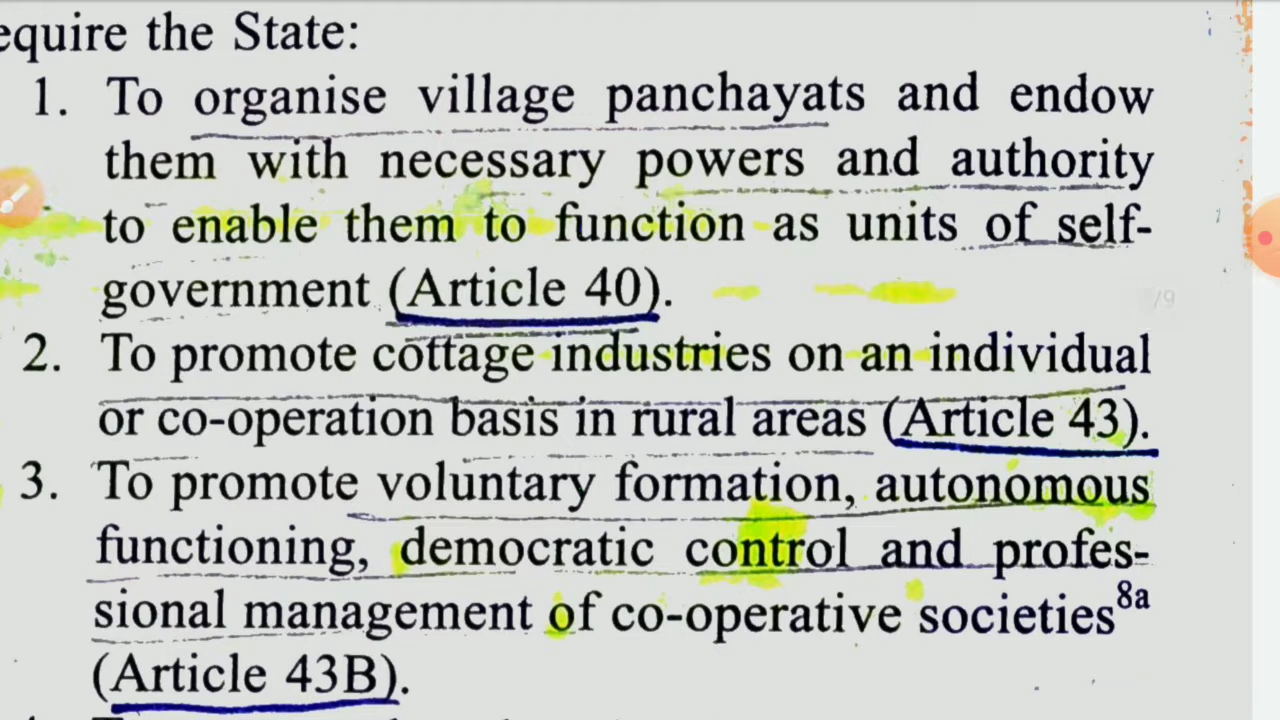 equire the State:
1. To organise village panchayats and endow
them with necessary powers and authority
to enable them to function as units of self-
government (Article 40).
/9
2. To promote cottage industries on an individual
or co-operation basis in rural areas (Article 43).
3. To promote voluntary formation, autonomous
functioning, democratic control and profes-
sional management of co-operative societies8a
(Article 43B).